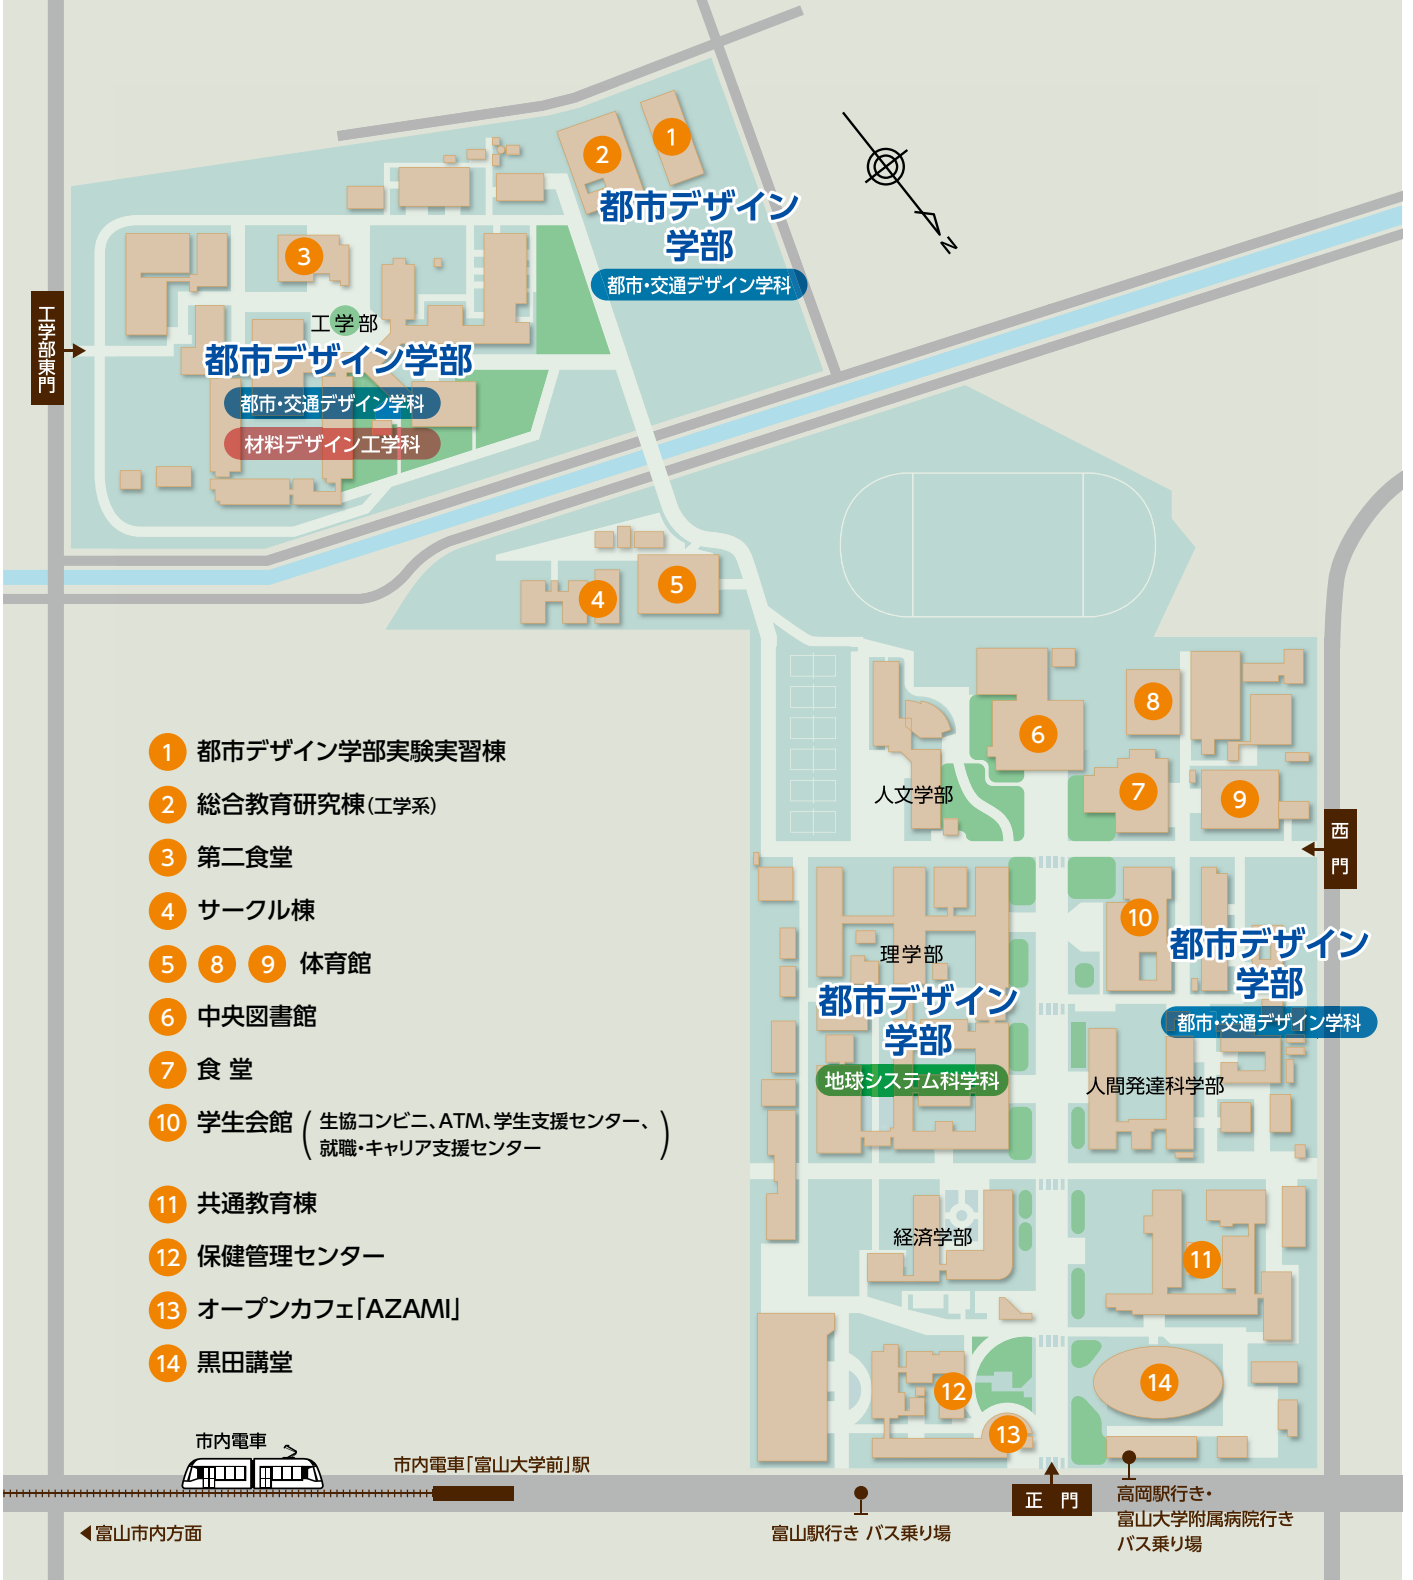 1
2
都市デザイン
学部
都市・交通デザイン学科
N
3
工学部
都市デザイン学部
都市・交通デザイン学科
材料デザイン工学科
工学部東門
4
5
6
8
7
9
人文学部
西門
10
理学部
都市デザイン
学部
地球システム科学科
都市デザイン
学部
都市・交通デザイン学科
人間発達科学部
経済学部
11
12
13
14
1 都市デザイン学部実験実習棟
2 総合教育研究棟(工学系)
3 第二食堂
4 サークル棟
5 8 9 体育館
6 中央図書館
7 食 堂
10 学生会館 (生協コンビニ、ATM、学生支援センター、
就職・キャリア支援センター)
11 共通教育棟
12 保健管理センター
13 オープンカフェ「AZAMI」
14 黒田講堂
市内電車
市内電車「富山大学前」駅
富山市内方面
富山駅行き バス乗り場
正 門
高岡駅行き・
富山大学附属病院行き
バス乗り場